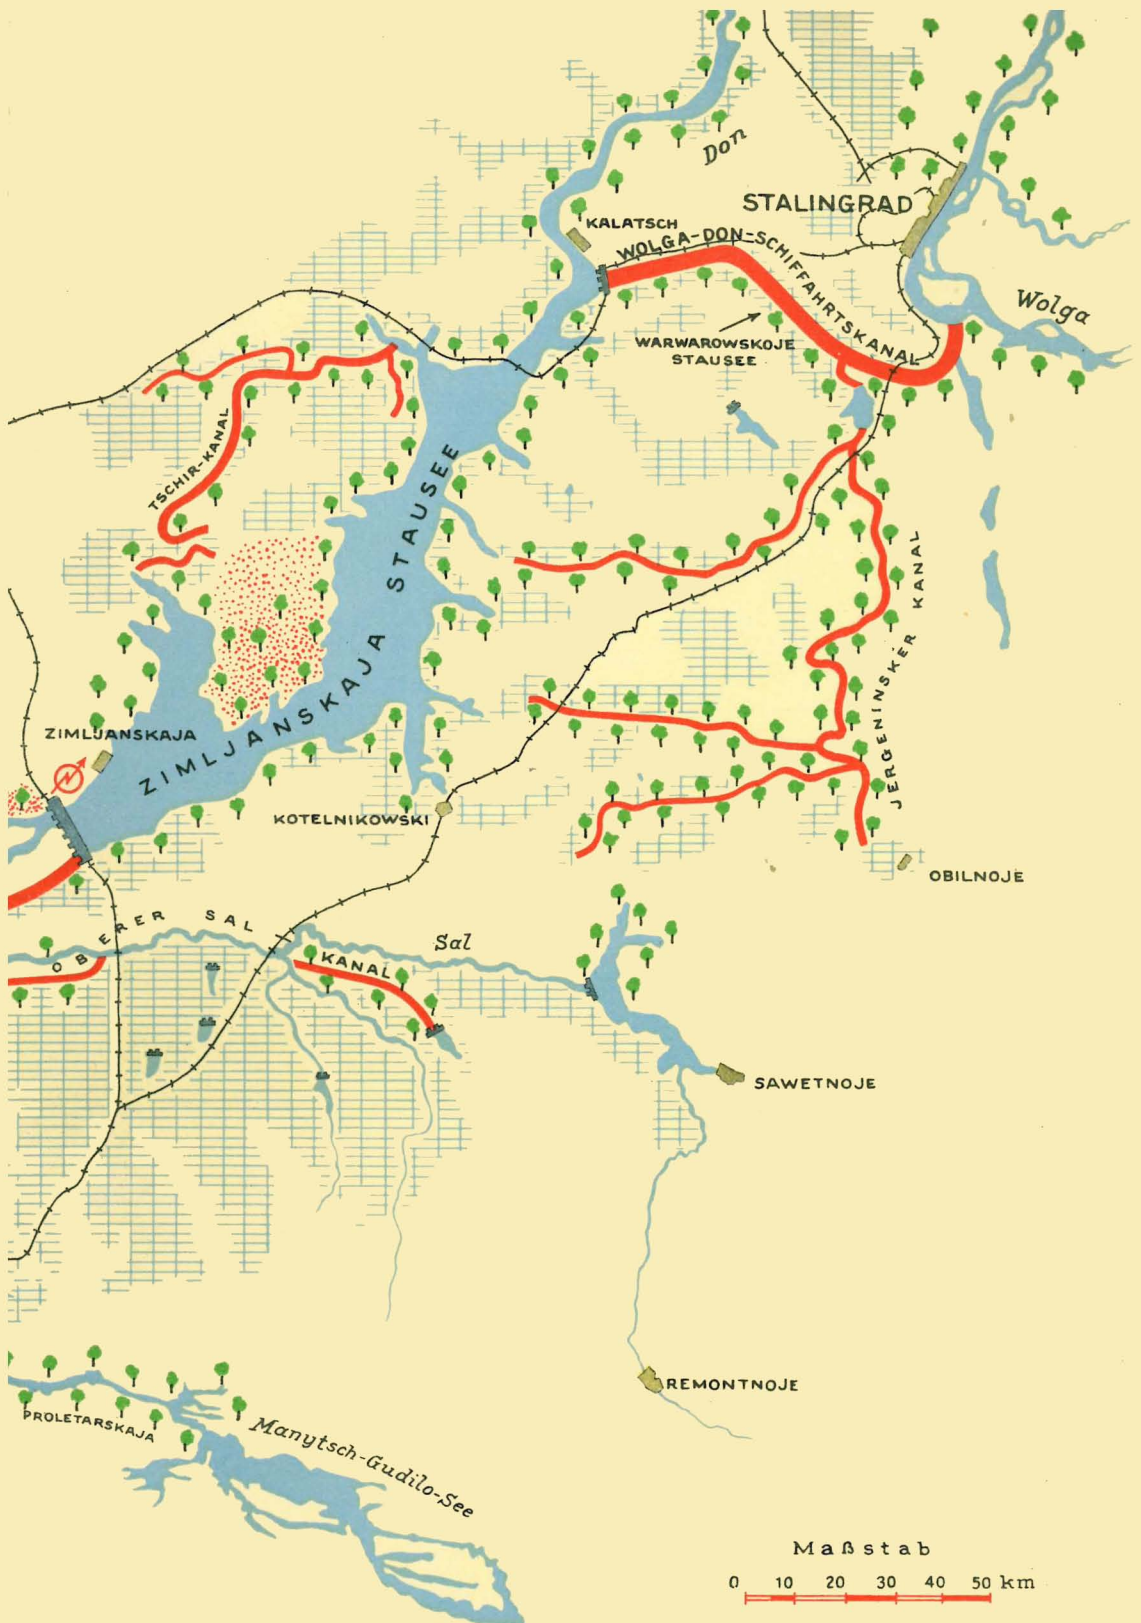 Don
STALINGRAD
KALATSCH
WOLGA-DON-SCHIFFAHRTSKANAL
Wolga
WARWAROWSKOJE
STAUSEE
TSCHIR-KANAL
ZIMLJANSKAJA STAUSEE
JERGENINSKER KANAL
ZIMLJANSKAJA
KOTELNIKOWSKI
OBILNOJE
OBERER SAL KANAL
Sal
SAWETNOJE
REMONTNOJE
PROLETARSKAJA
Manytsch-Gudilo-See
Maßstab
0 10 20 30 40 50 km